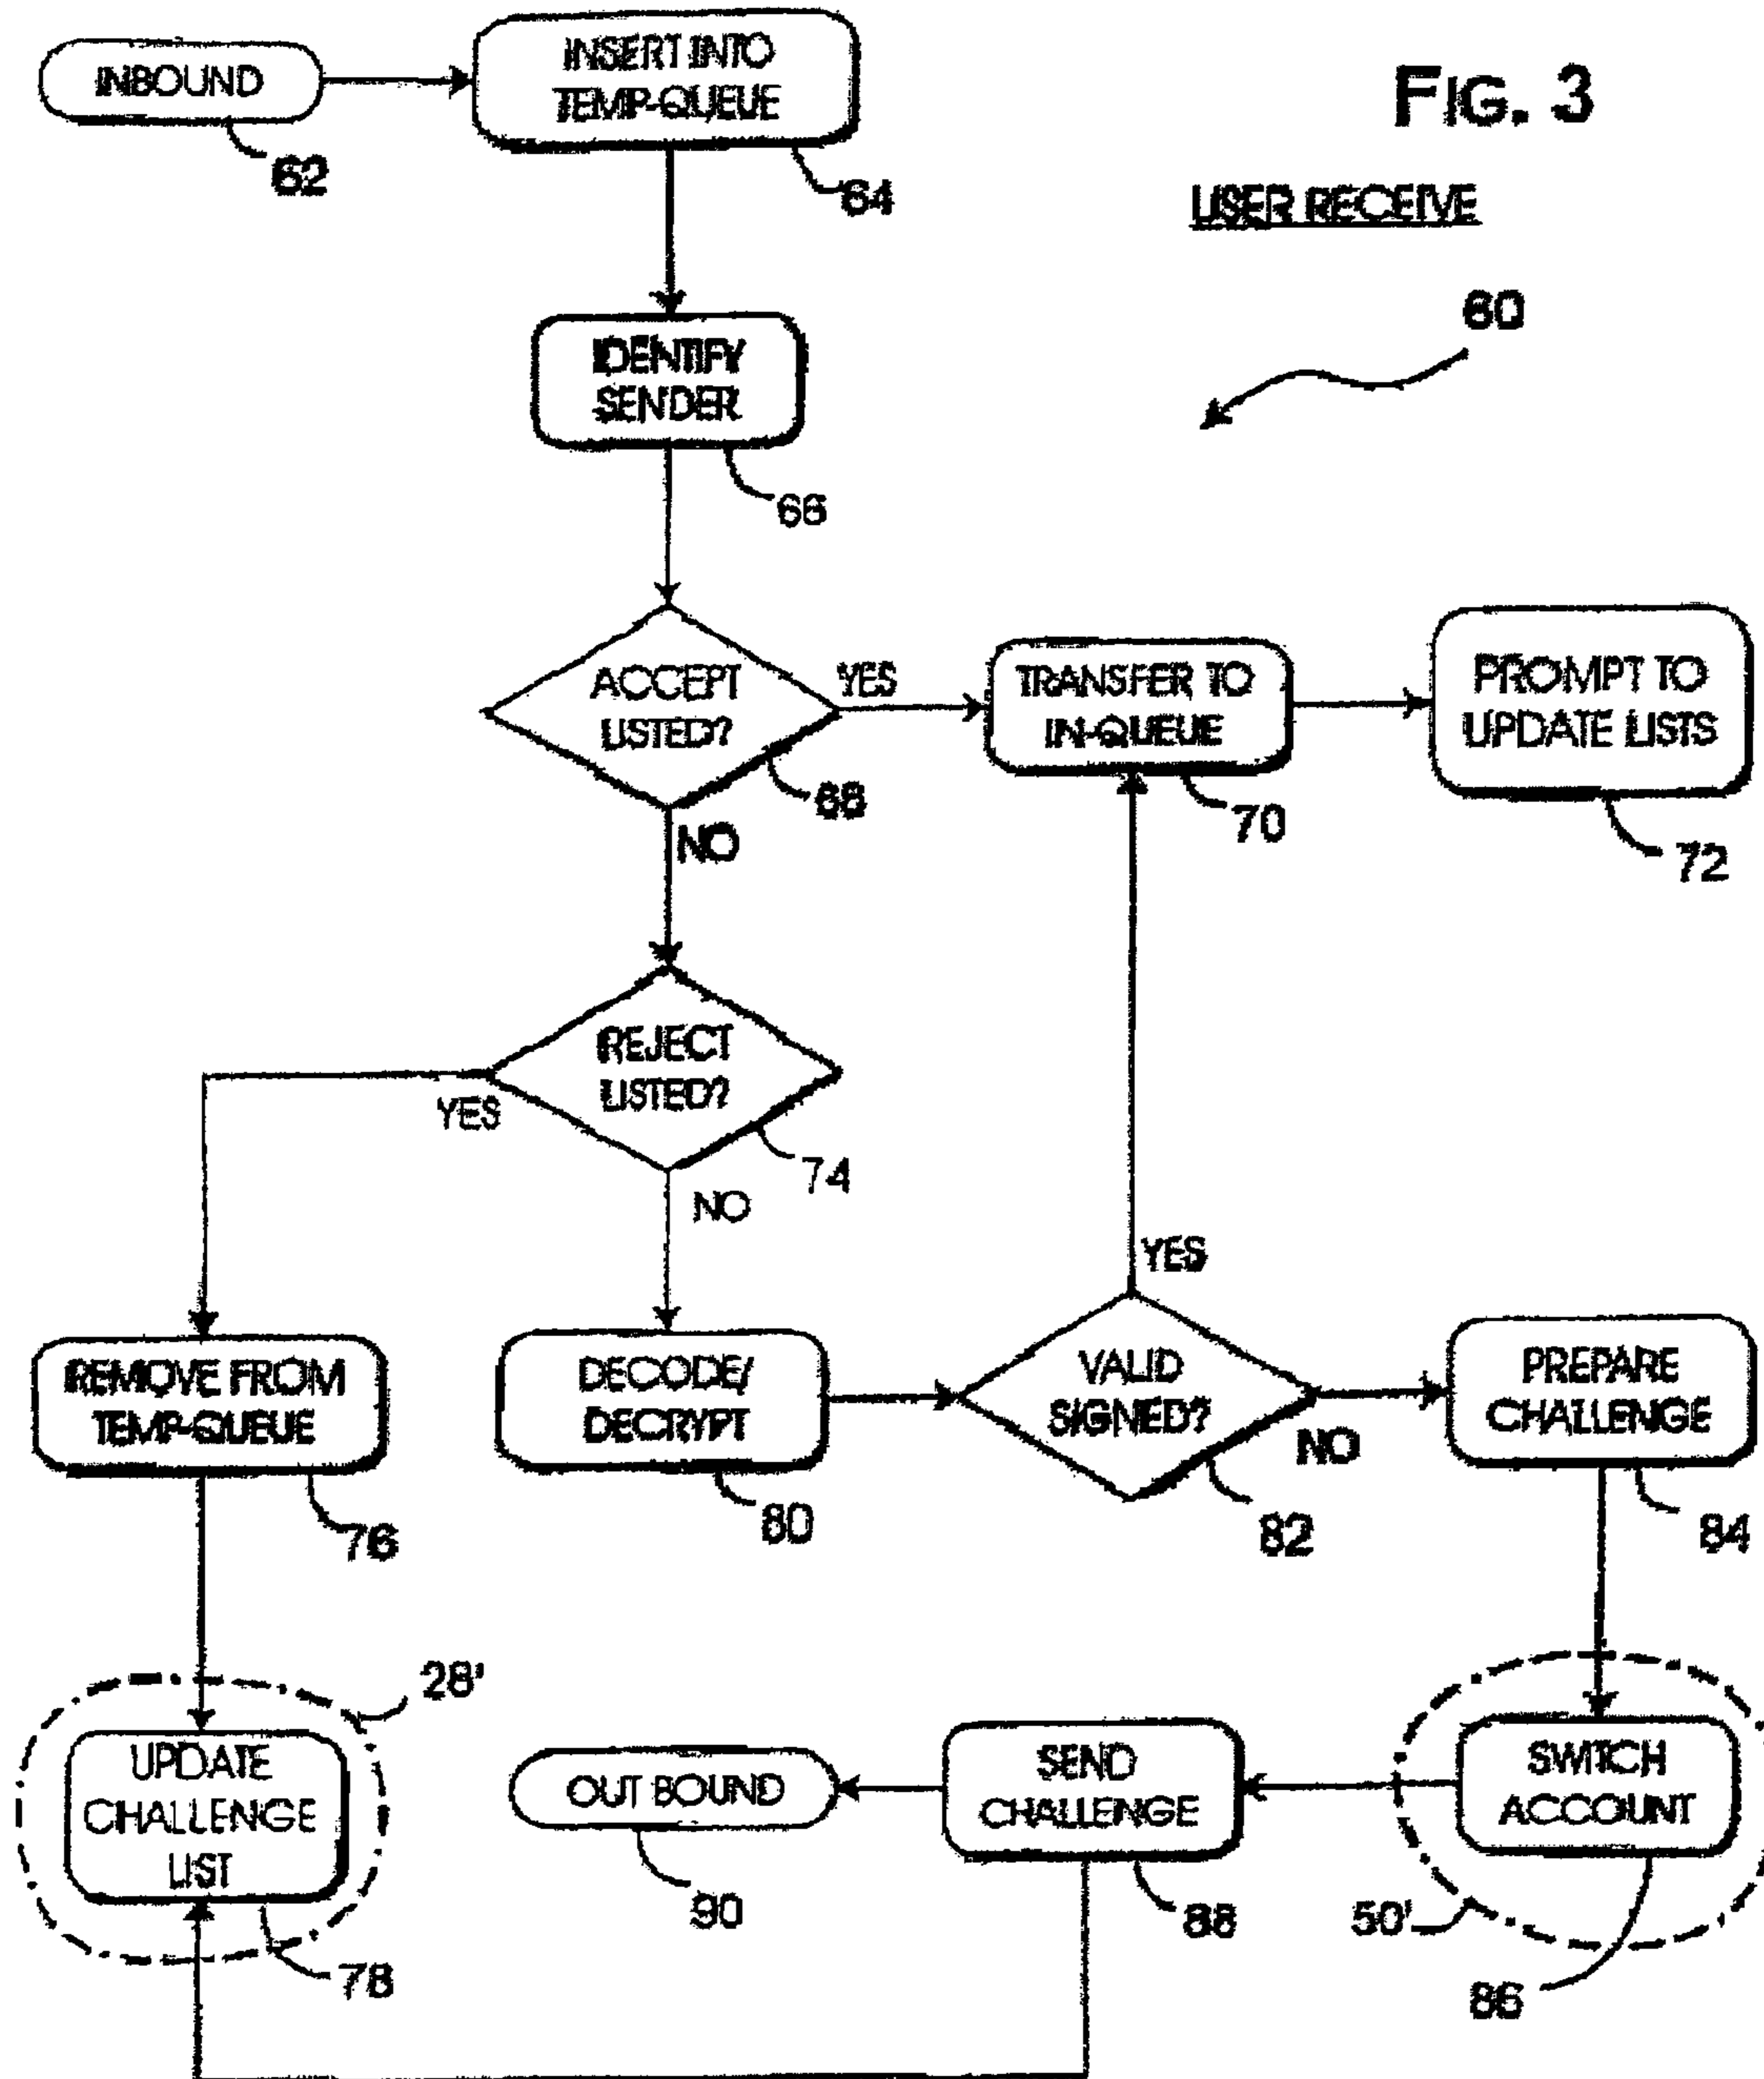 FIG. 3
USER RECEIVE
60
INBOUND
62
INSERT INTO
TEMP-QUEUE
64
IDENTIFY
SENDER
66
ACCEPT
LISTED?
68
YES
NO
TRANSFER TO
IN-QUEUE
70
PROMPT TO
UPDATE LISTS
72
REJECT
LISTED?
74
YES
NO
REMOVE FROM
TEMP-QUEUE
76
DECODE/
DECRYPT
80
VALID
SIGNED?
82
YES
NO
PREPARE
CHALLENGE
84
28'
UPDATE
CHALLENGE
LIST
78
OUT BOUND
90
SEND
CHALLENGE
88
SWITCH
ACCOUNT
50'
86